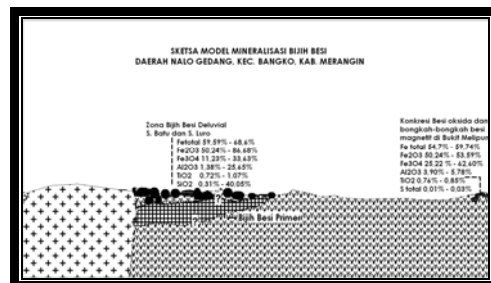 SKETSA MODEL MINERALISASI BIJIH BESI
DAERAH NALO GEDANG, KEC. BANGKO, KAB. MERANGIN
Zona Bijih Besi Deluvial
S. Batu dan S. Luro
Fetotal 59,59% - 68,6%
Fe2O3 50,24% - 86,68%
Fe3O4 11,23% - 33,63%
Al2O3 1,38% - 25,65%
TiO2 0,72% - 1,07%
SiO2 0,31% - 40,05%
Konkresi Besi oksida dan
bongkah-bongkah besi
magnetit di Bukit Melipun
Fe total 54,7% - 59,74%
Fe2O3 50,24% - 53,59%
Fe3O4 25,22 % - 62,60%
Al2O3 3,90% - 5,78%
SiO2 0,76% - 0,85%
S total 0,01% - 0,03%
?
Bijih Besi Primer
?